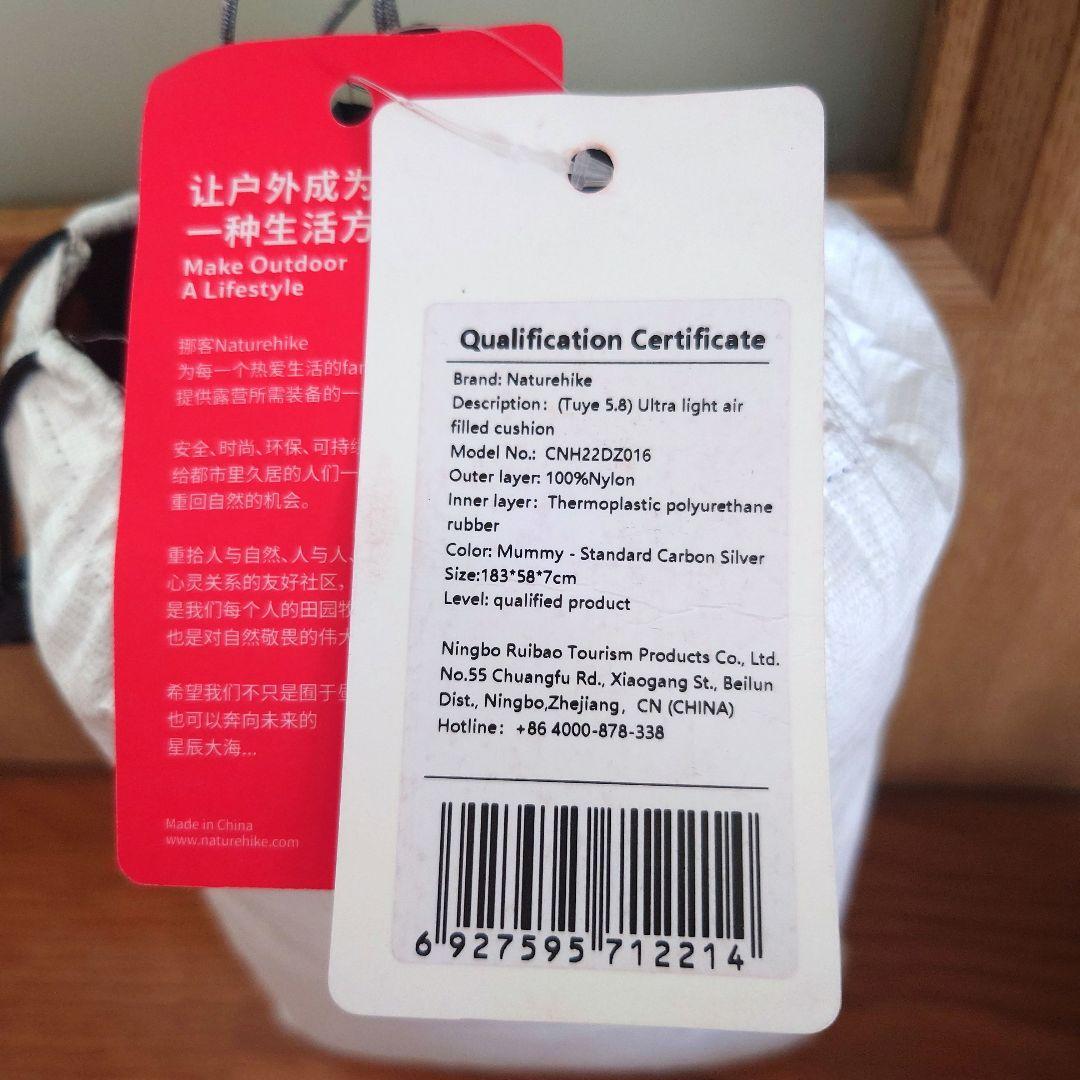 让户外成为
一种生活方
Make Outdoor
A Lifestyle
挪客Naturehike
为每一个热爱生活的
提供露营所需装备的一
安全、时尚、环保、可持续
给都市里久居的人们一
重回自然的机会。
重拾人与自然、人与人、
心灵关系的友好社区,
是我们每个人的田园牧
也是对自然敬畏的伟大
希望我们不只是囿于昼
也可以奔向未来的
星辰大海...
Made in China
www.naturehike.com
Qualification Certificate
Brand: Naturehike
Description: (Tuye 5.8) Ultra light air
filled cushion
Model No.: CNH22DZ016
Outer layer: 100%Nylon
Inner layer: Thermoplastic polyurethane
rubber
Color: Mummy - Standard Carbon Silver
Size:183*58*7cm
Level: qualified product
Ningbo Ruibao Tourism Products Co., Ltd.
No.55 Chuangfu Rd., Xiaogang St., Beilun
Dist., Ningbo,Zhejiang, CN (CHINA)
Hotline: +86 4000-878-338
6 927595 712214